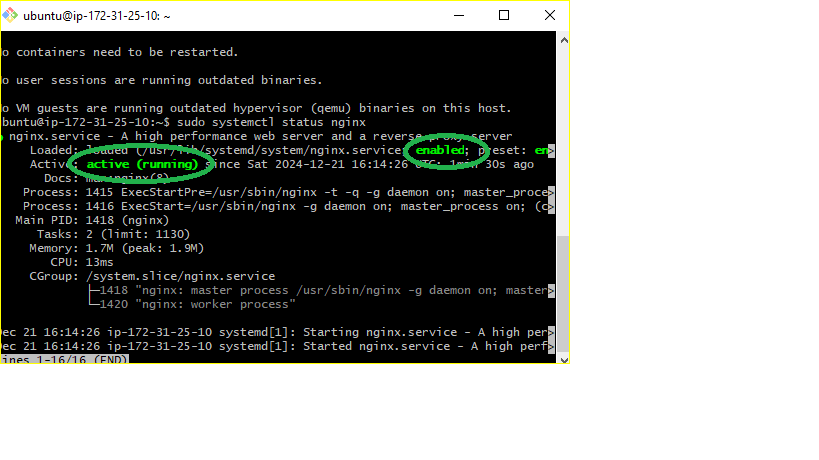 ubuntu@ip-172-31-25-10: ~
o containers need to be restarted.
o user sessions are running outdated binaries.
o VM guests are running outdated hypervisor (qemu) binaries on this host.
buntu@ip-172-31-25-10:~$ sudo systemctl status nginx
nginx.service - A high performance web server and a reverse proxy server
Loaded: loaded (/usr/lib/systemd/system/nginx.service; enabled; preset: en>
Active: active (running) since Sat 2024-12-21 16:14:26 UTC; 1min 30s ago
Docs: man:nginx(8)
Process: 1415 ExecStartPre=/usr/sbin/nginx -t -q -g daemon on; master_proce>
Process: 1416 ExecStart=/usr/sbin/nginx -g daemon on; master_process on; (c>
Main PID: 1418 (nginx)
Tasks: 2 (limit: 1130)
Memory: 1.7M (peak: 1.9M)
CPU: 13ms
CGroup: /system.slice/nginx.service
├─1418 "nginx: master process /usr/sbin/nginx -g daemon on; master>
└─1420 "nginx: worker process"
ec 21 16:14:26 ip-172-31-25-10 systemd[1]: Starting nginx.service - A high per>
ec 21 16:14:26 ip-172-31-25-10 systemd[1]: Started nginx.service - A high perf>
ines 1-16/16 (END)